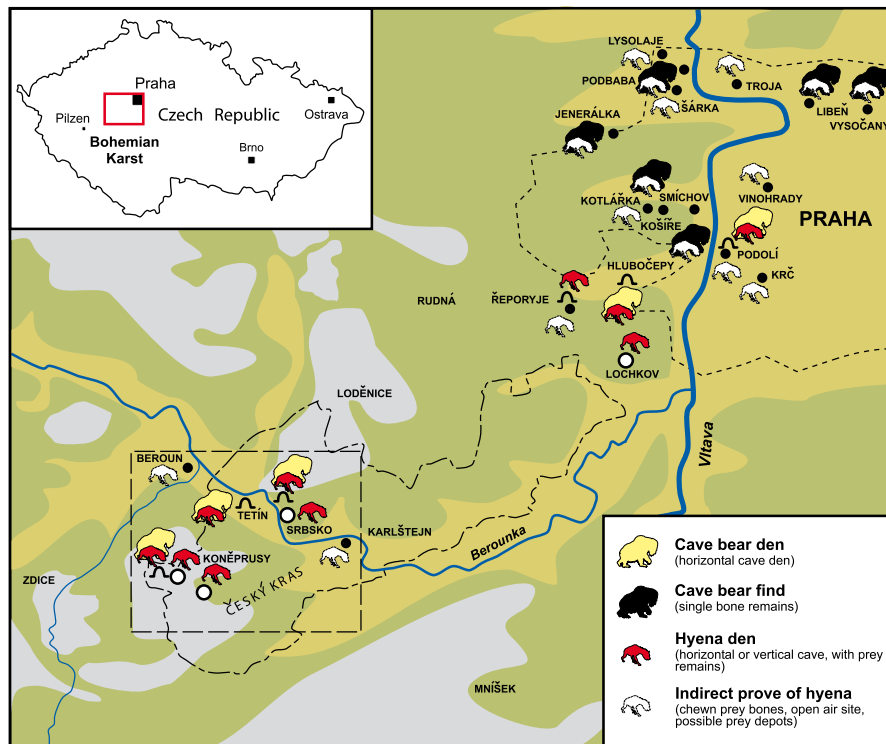 Praha
Czech Republic
Pilzen
Ostrava
Bohemian
Karst
Brno
LYSOLAJE
PODBABA
TROJA
ŠÁRKA
LIBEŇ
JENERÁLKA
VYSOČANY
KOTLÁŘKA
SMÍCHOV
VINOHRADY
KOŠÍŘE
PRAHA
HLUBOČEPY
PODOLÍ
KRČ
RUDNÁ
ŘEPORYJE
LOCHKOV
LODĚNICE
Vltava
BEROUN
TETÍN
SRBSKO
KARLŠTEJN
Berounka
KONĚPRUSY
ZDICE
ČESKÝ KRAS
MNÍŠEK
Cave bear den
(horizontal cave den)
Cave bear find
(single bone remains)
Hyena den
(horizontal or vertical cave, with prey
remains)
Indirect prove of hyena
(chewn prey bones, open air site,
possible prey depots)